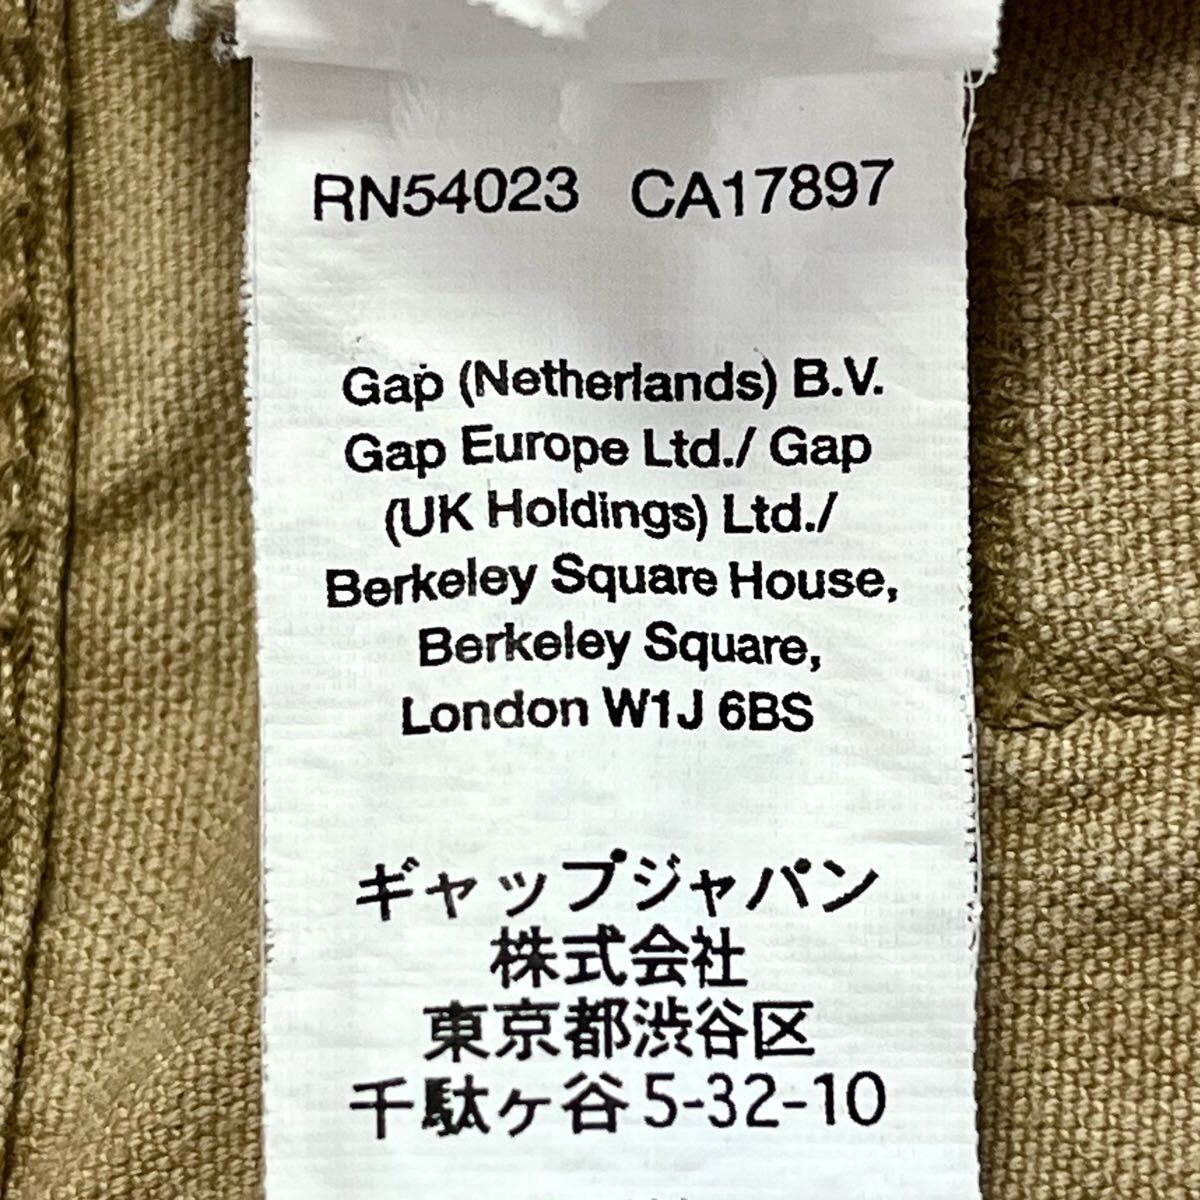 RN54023 CA17897
Gap (Netherlands) B.V.
Gap Europe Ltd./ Gap
(UK Holdings) Ltd./
Berkeley Square House,
Berkeley Square,
London W1J 6BS
ギャップジャパン
株式会社
東京都渋谷区
千駄ヶ谷5-32-10